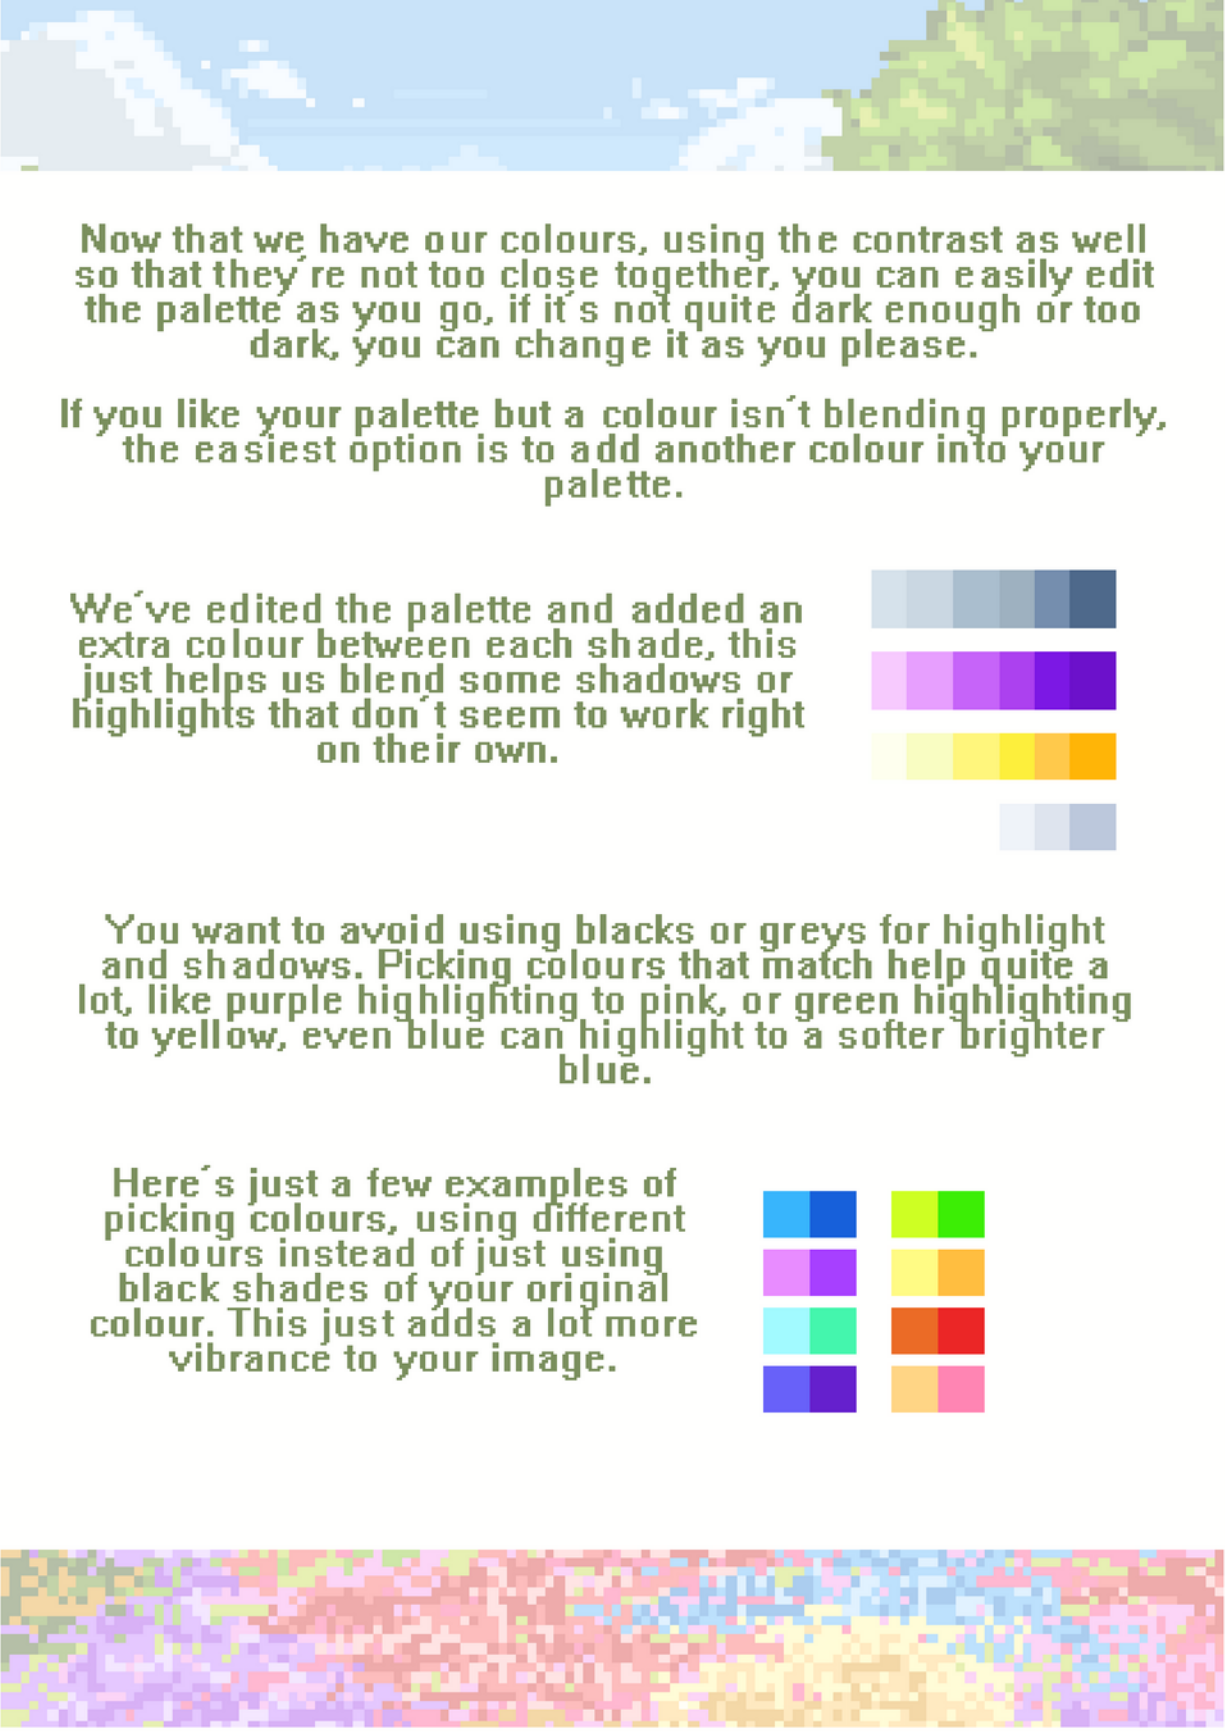 Now that we have our colours, using the contrast as well
so that they're not too close together, you can easily edit
the palette as you go, if it's not quite dark enough or too
dark, you can change it as you please.
If you like your palette but a colour isn't blending properly,
the easiest option is to add another colour into your
palette.
We've edited the palette and added an
extra colour between each shade, this
just helps us blend some shadows or
highlights that don't seem to work right
on their own.
You want to avoid using blacks or greys for highlight
and shadows. Picking colours that match help quite a
lot, like purple highlighting to pink, or green highlighting
to yellow, even blue can highlight to a softer brighter
blue.
Here's just a few examples of
picking colours, using different
colours instead of just using
black shades of your original
colour. This just adds a lot more
vibrance to your image.